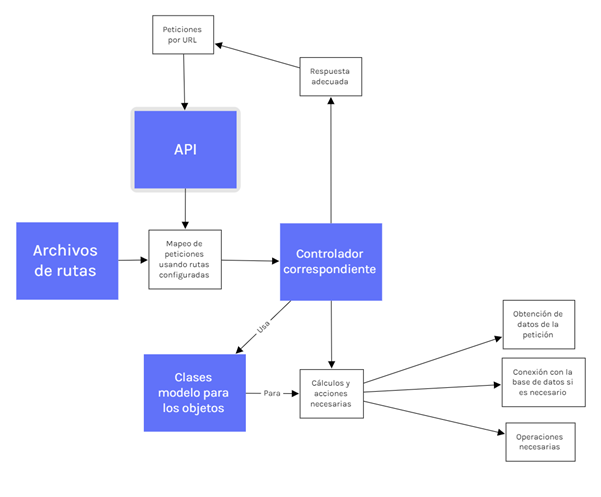 Peticiones
por URL
Respuesta
adecuada
API
Archivos
de rutas
Mapeo de
peticiones
usando rutas
configuradas
Controlador
correspondiente
Usa
Clases
modelo para
los objetos
Para
Cálculos y
acciones
necesarias
Obtención de
datos de la
petición
Conexión con la
base de datos si
es necesario
Operaciones
necesarias